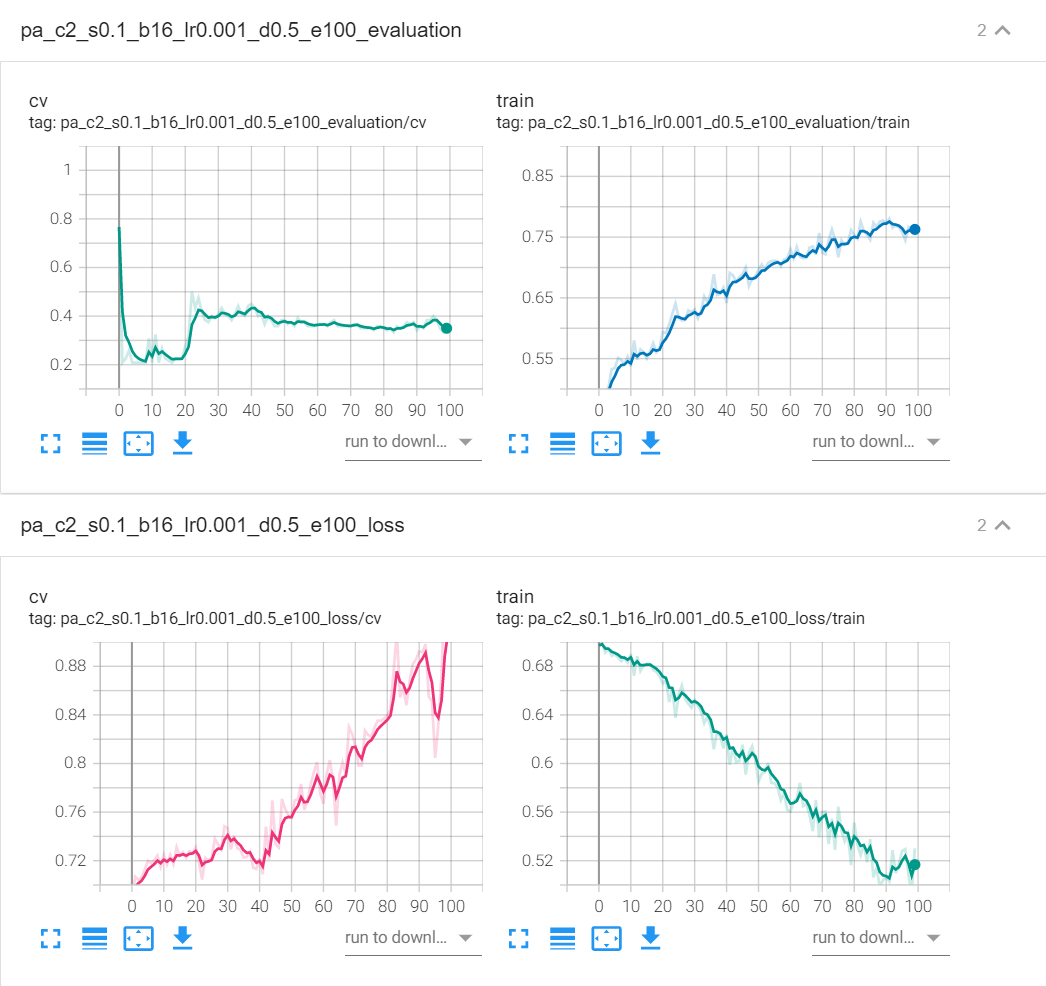 pa_c2_s0.1_b16_lr0.001_d0.5_e100_evaluation 2
cv
tag: pa_c2_s0.1_b16_lr0.001_d0.5_e100_evaluation/cv
1
0.8
0.6
0.4
0.2
0 10 20 30 40 50 60 70 80 90 100
run to downl...
train
tag: pa_c2_s0.1_b16_lr0.001_d0.5_e100_evaluation/train
0.85
0.75
0.65
0.55
0 10 20 30 40 50 60 70 80 90 100
run to downl...
pa_c2_s0.1_b16_lr0.001_d0.5_e100_loss 2
cv
tag: pa_c2_s0.1_b16_lr0.001_d0.5_e100_loss/cv
0.88
0.84
0.8
0.76
0.72
0 10 20 30 40 50 60 70 80 90 100
run to downl...
train
tag: pa_c2_s0.1_b16_lr0.001_d0.5_e100_loss/train
0.68
0.64
0.6
0.56
0.52
0 10 20 30 40 50 60 70 80 90 100
run to downl...